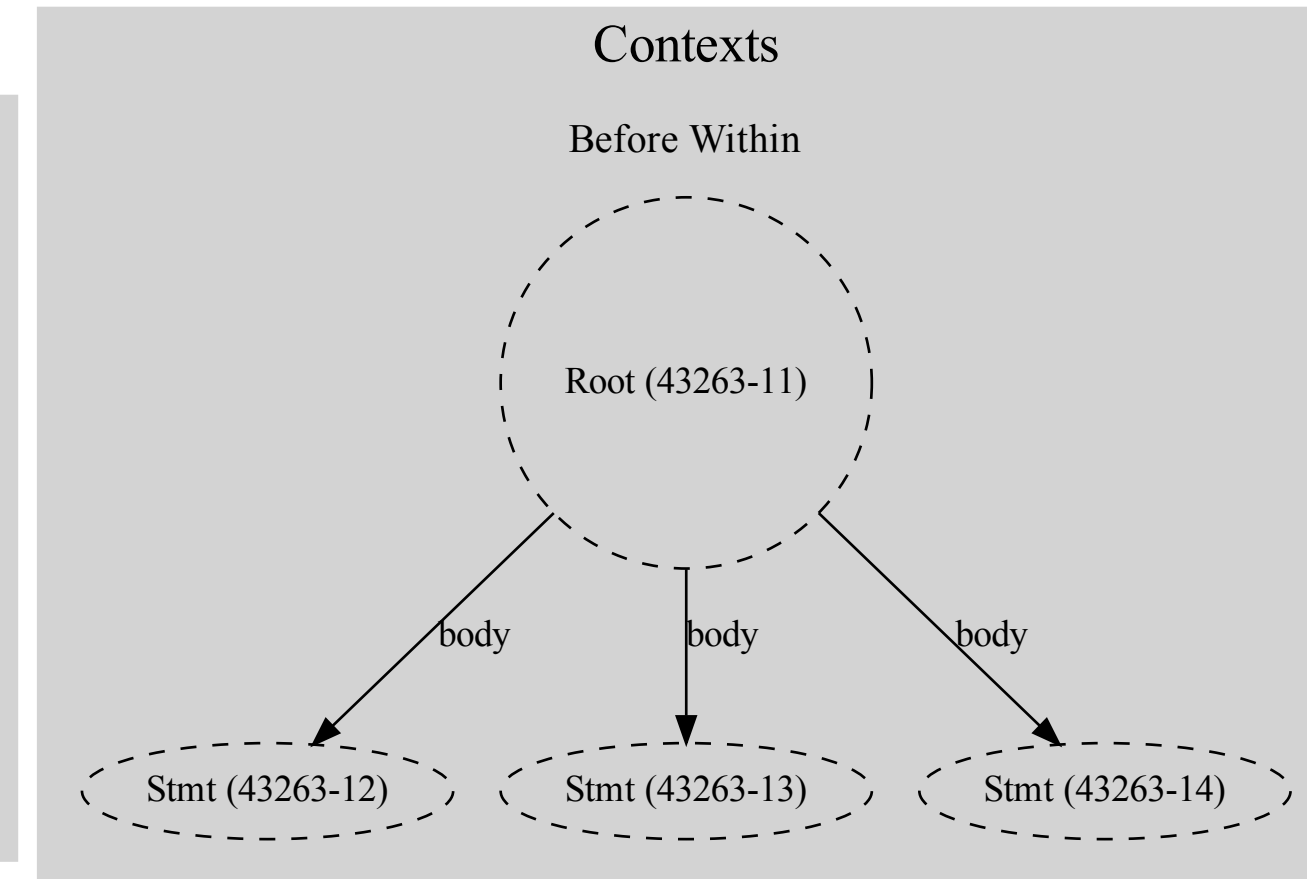 Contexts
Before Within
Root (43263-11)
body
body
body
Stmt (43263-12)
Stmt (43263-13)
Stmt (43263-14)